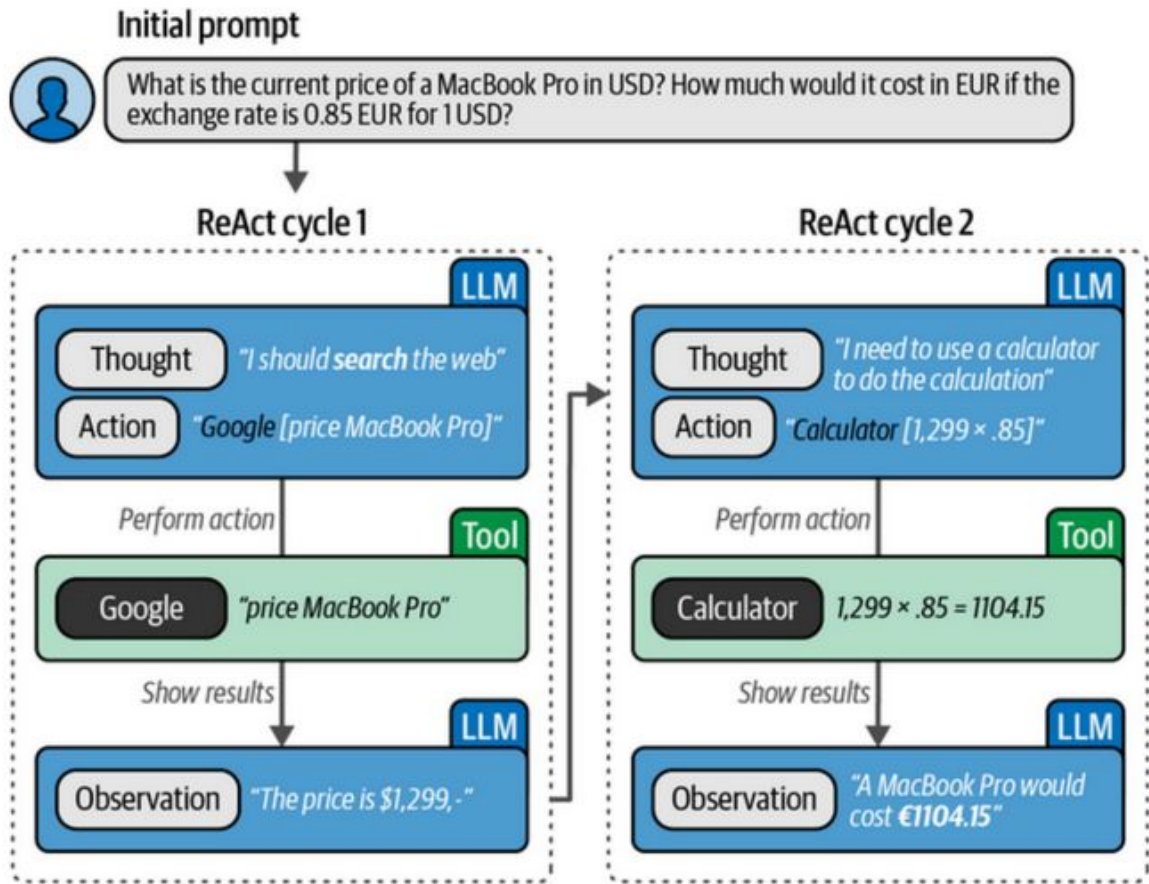 Initial prompt
What is the current price of a MacBook Pro in USD? How much would it cost in EUR if the
exchange rate is 0.85 EUR for 1 USD?
ReAct cycle 1
LLM
Thought "I should search the web"
Action "Google [price MacBook Pro]"
Perform action
Tool
Google "price MacBook Pro"
Show results
LLM
Observation "The price is $1,299,-"
ReAct cycle 2
LLM
Thought "I need to use a calculator
to do the calculation"
Action "Calculator [1,299 × .85]"
Perform action
Tool
Calculator 1,299 × .85 = 1104.15
Show results
LLM
Observation "A MacBook Pro would
cost €1104.15"